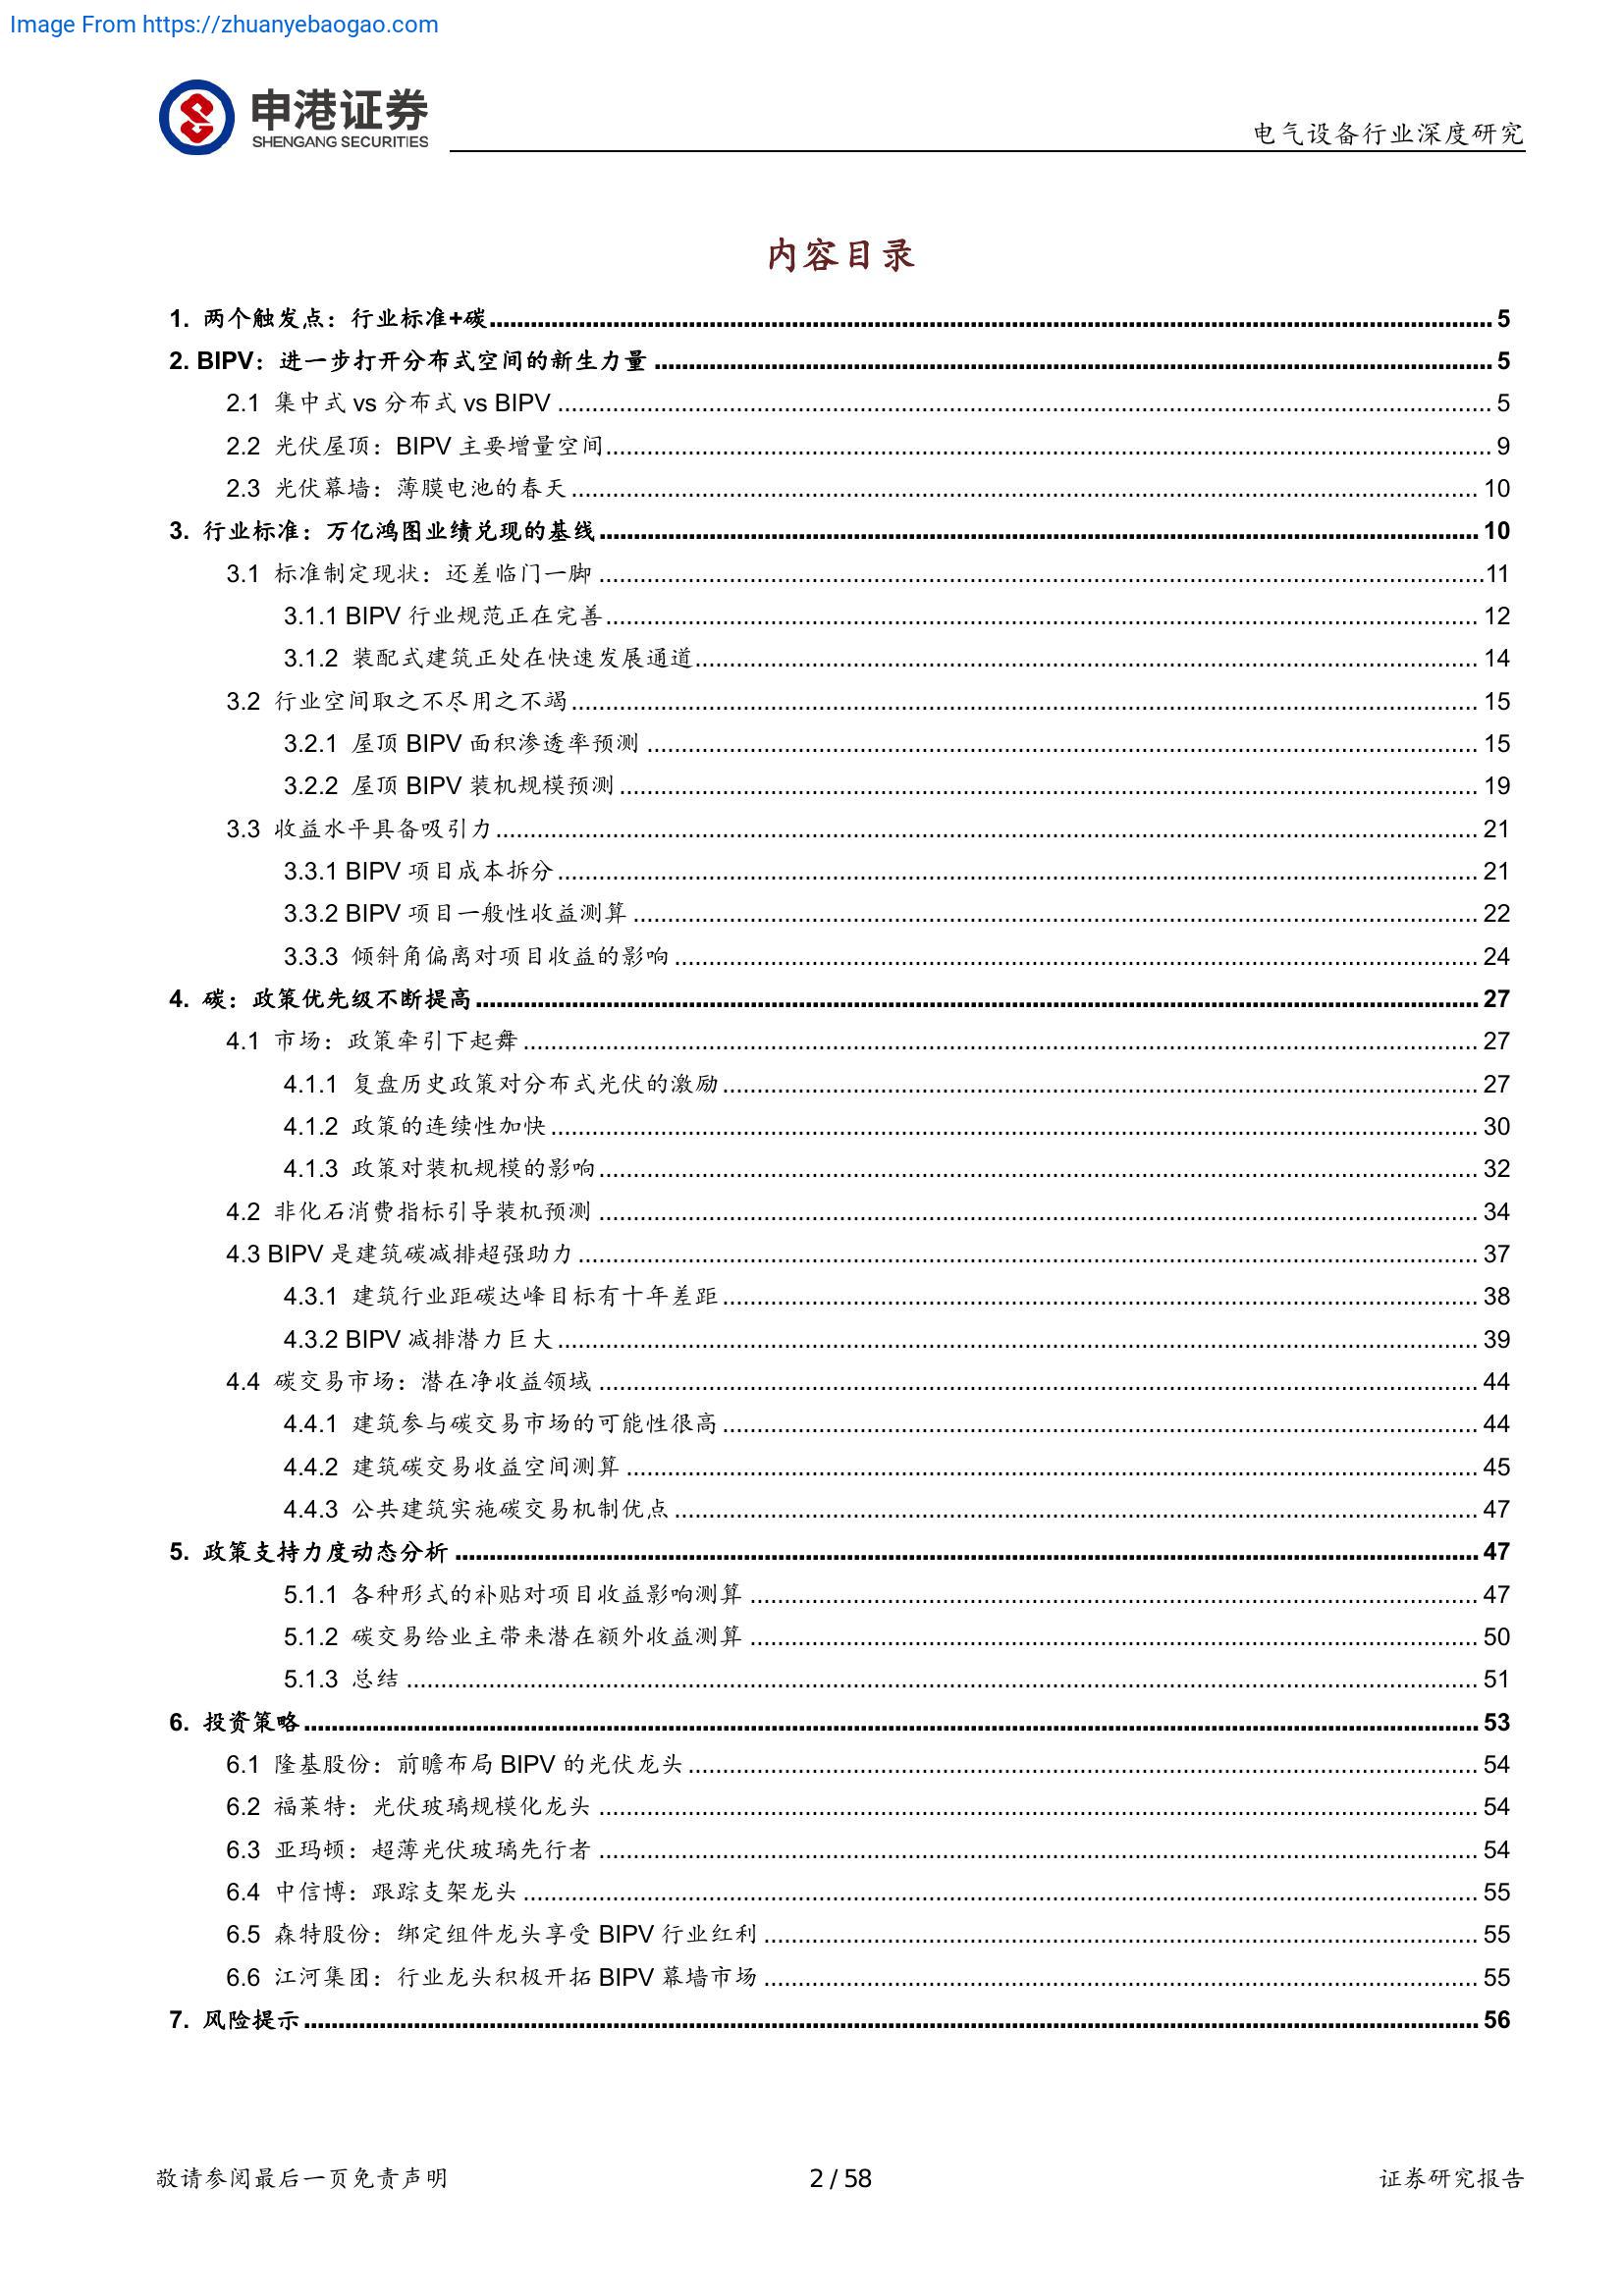 Image From https://zhuanyebaogao.com
申港证券
SHENGANG SECURITIES
电气设备行业深度研究
内容目录
1. 两个触发点：行业标准+碳 5
2. BIPV：进一步打开分布式空间的新生力量 5
2.1 集中式 vs 分布式 vs BIPV 5
2.2 光伏屋顶：BIPV 主要增量空间 9
2.3 光伏幕墙：薄膜电池的春天 10
3. 行业标准：万亿鸿图业绩兑现的基线 10
3.1 标准制定现状：还差临门一脚 11
3.1.1 BIPV 行业规范正在完善 12
3.1.2 装配式建筑正处在快速发展通道 14
3.2 行业空间取之不尽用之不竭 15
3.2.1 屋顶 BIPV 面积渗透率预测 15
3.2.2 屋顶 BIPV 装机规模预测 19
3.3 收益水平具备吸引力 21
3.3.1 BIPV 项目成本拆分 21
3.3.2 BIPV 项目一般性收益测算 22
3.3.3 倾斜角偏离对项目收益的影响 24
4. 碳：政策优先级不断提高 27
4.1 市场：政策牵引下起舞 27
4.1.1 复盘历史政策对分布式光伏的激励 27
4.1.2 政策的连续性加快 30
4.1.3 政策对装机规模的影响 32
4.2 非化石消费指标引导装机预测 34
4.3 BIPV 是建筑碳减排超强助力 37
4.3.1 建筑行业距碳达峰目标有十年差距 38
4.3.2 BIPV 减排潜力巨大 39
4.4 碳交易市场：潜在净收益领域 44
4.4.1 建筑参与碳交易市场的可能性很高 44
4.4.2 建筑碳交易收益空间测算 45
4.4.3 公共建筑实施碳交易机制优点 47
5. 政策支持力度动态分析 47
5.1.1 各种形式的补贴对项目收益影响测算 47
5.1.2 碳交易给业主带来潜在额外收益测算 50
5.1.3 总结 51
6. 投资策略 53
6.1 隆基股份：前瞻布局 BIPV 的光伏龙头 54
6.2 福莱特：光伏玻璃规模化龙头 54
6.3 亚玛顿：超薄光伏玻璃先行者 54
6.4 中信博：跟踪支架龙头 55
6.5 森特股份：绑定组件龙头享受 BIPV 行业红利 55
6.6 江河集团：行业龙头积极开拓 BIPV 幕墙市场 55
7. 风险提示 56
敬请参阅最后一页免责声明
2 / 58
证券研究报告